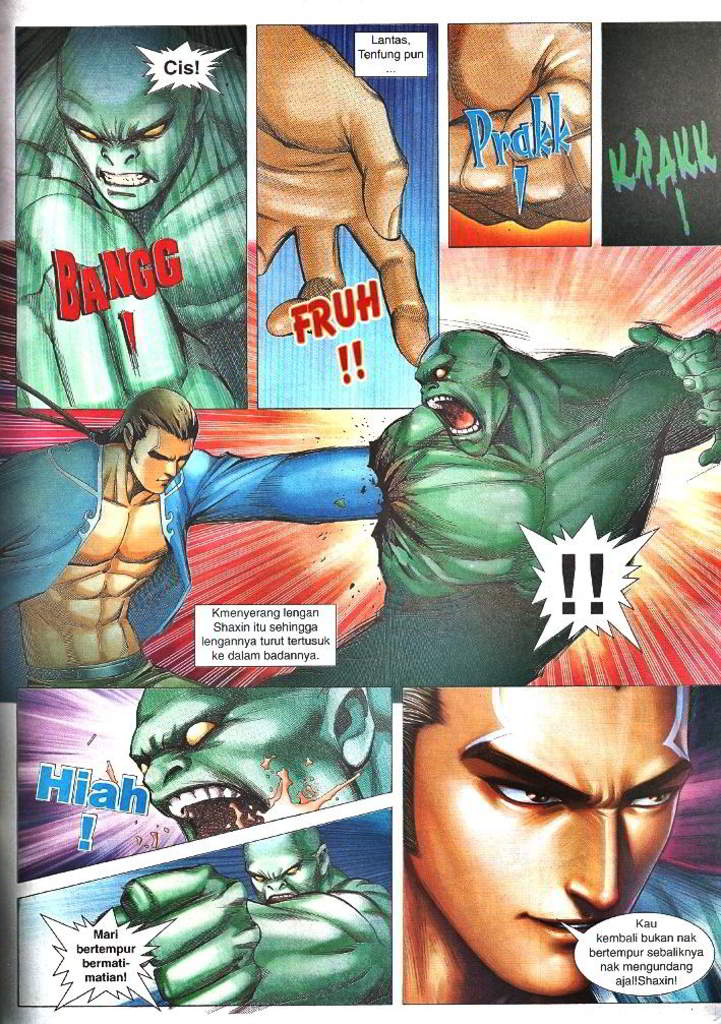 Cis!
BANGG
!
Lantas,
Tenfung pun
...
FRUH
!!
Prakk
!
KRAKK
!
!!
Kmenyerang lengan
Shaxin itu sehingga
lengannya turut tertusuk
ke dalam badannya.
Hiah
!
Mari
bertempur
bermati-
matian!
Kau
kembali bukan nak
bertempur sebaliknya
nak mengundang
ajal!Shaxin!